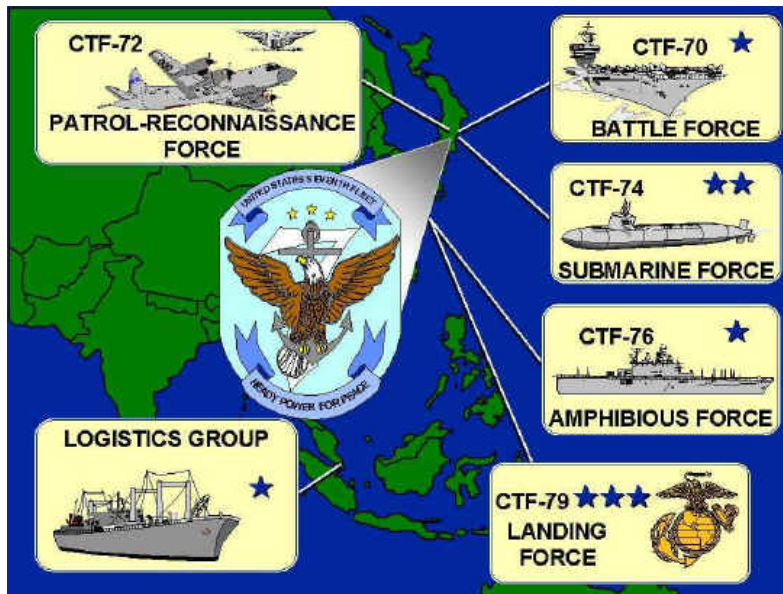 CTF-72
PATROL-RECONNAISSANCE
FORCE
CTF-70
BATTLE FORCE
CTF-74
SUBMARINE FORCE
CTF-76
AMPHIBIOUS FORCE
UNITED STATES SEVENTH FLEET
READY POWER FOR PEACE
LOGISTICS GROUP
CTF-79
LANDING
FORCE